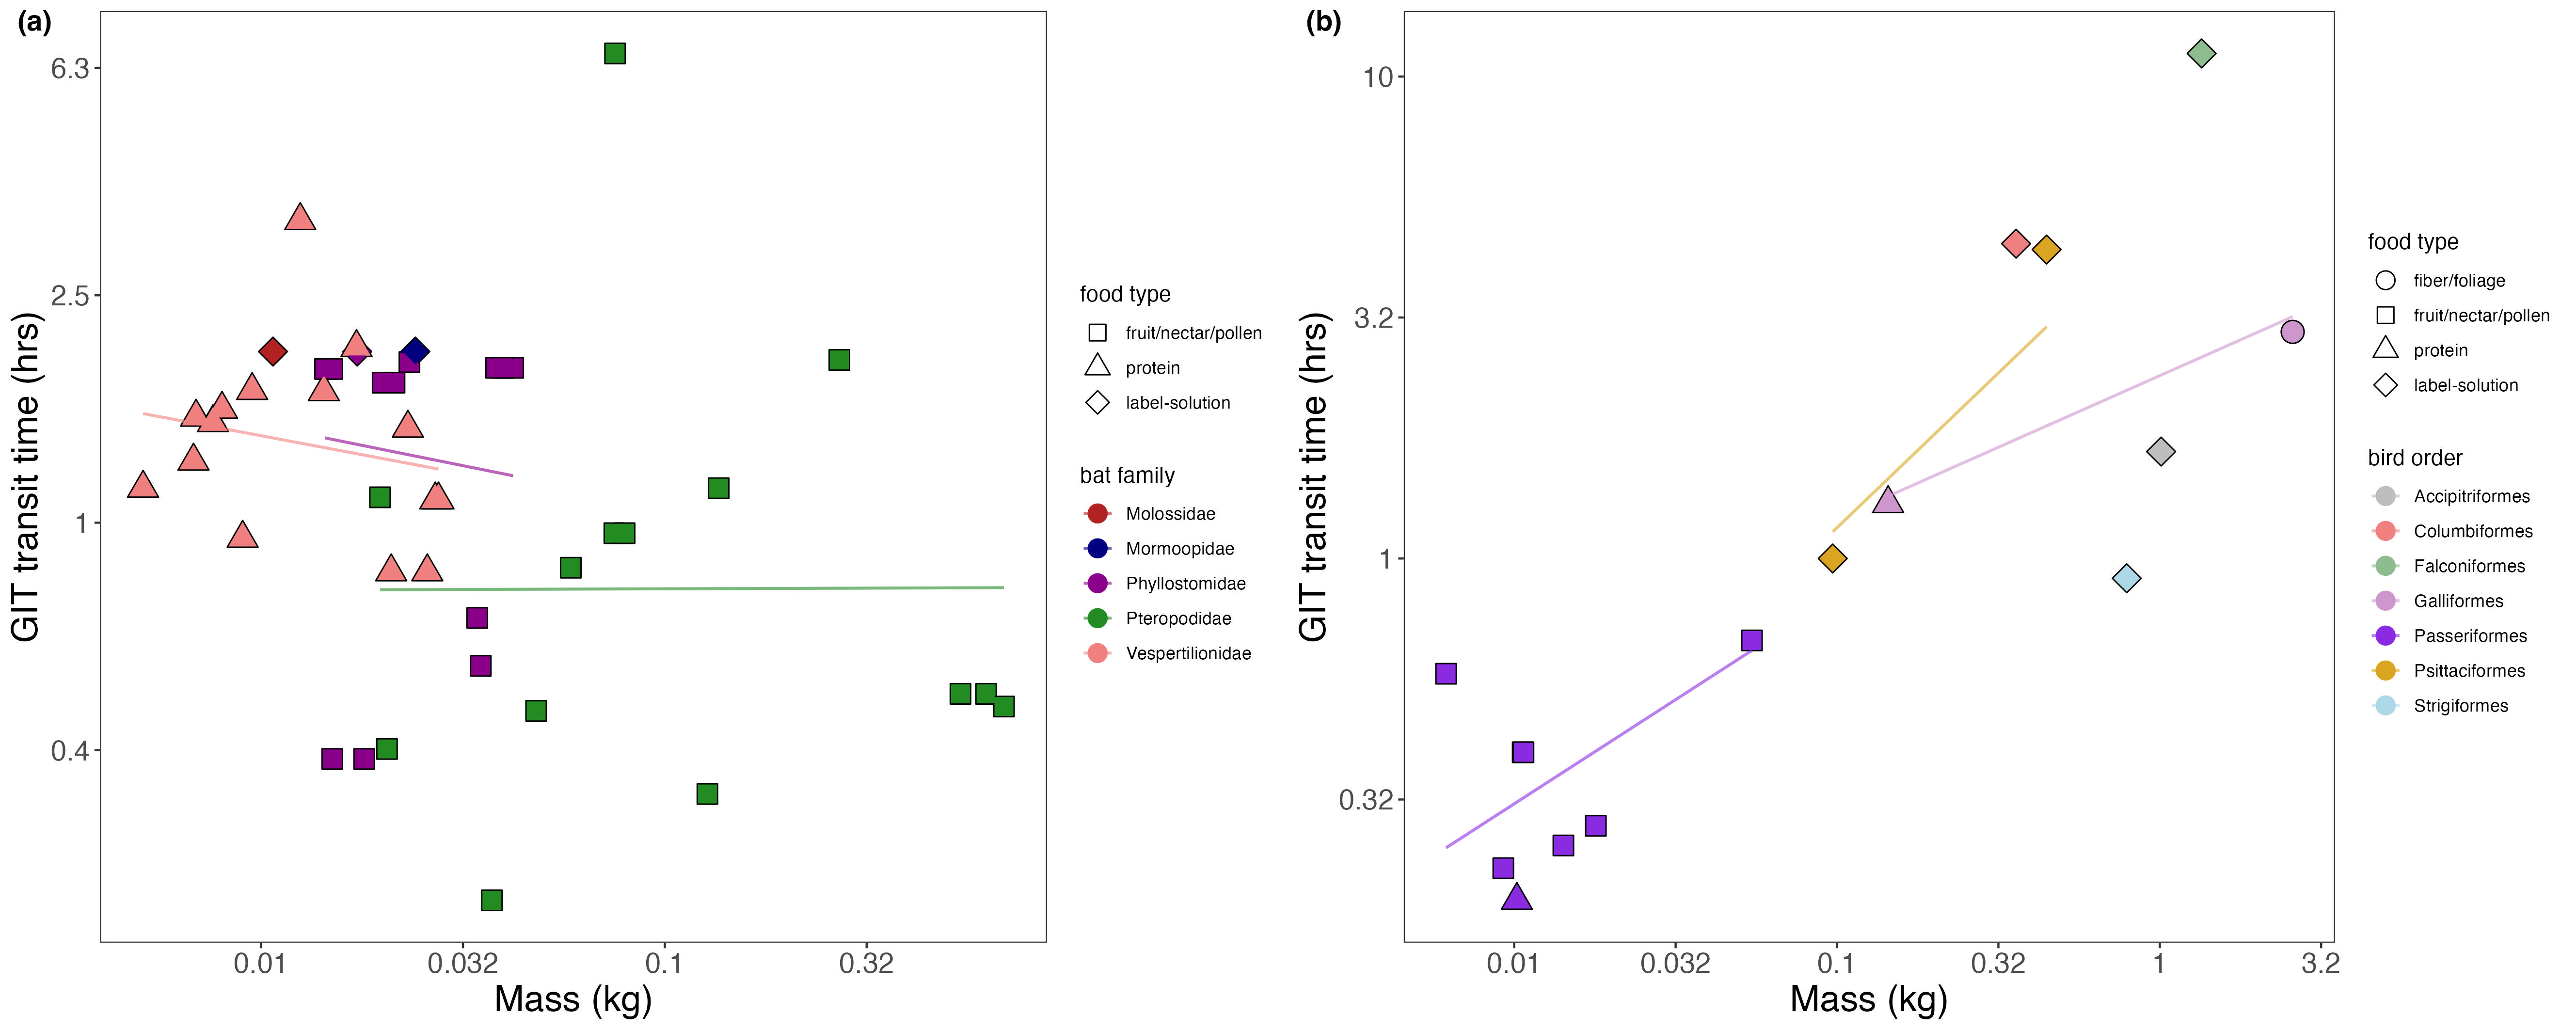 (a)
GIT transit time (hrs)
6.3
2.5
1
0.4
0.01
0.032
0.1
0.32
Mass (kg)
food type
fruit/nectar/pollen
protein
label-solution
bat family
Molossidae
Mormoopidae
Phyllostomidae
Pteropodidae
Vespertilionidae
(b)
GIT transit time (hrs)
10
3.2
1
0.32
0.01
0.032
0.1
0.32
1
3.2
Mass (kg)
food type
fiber/foliage
fruit/nectar/pollen
protein
label-solution
bird order
Accipitriformes
Columbiformes
Falconiformes
Galliformes
Passeriformes
Psittaciformes
Strigiformes